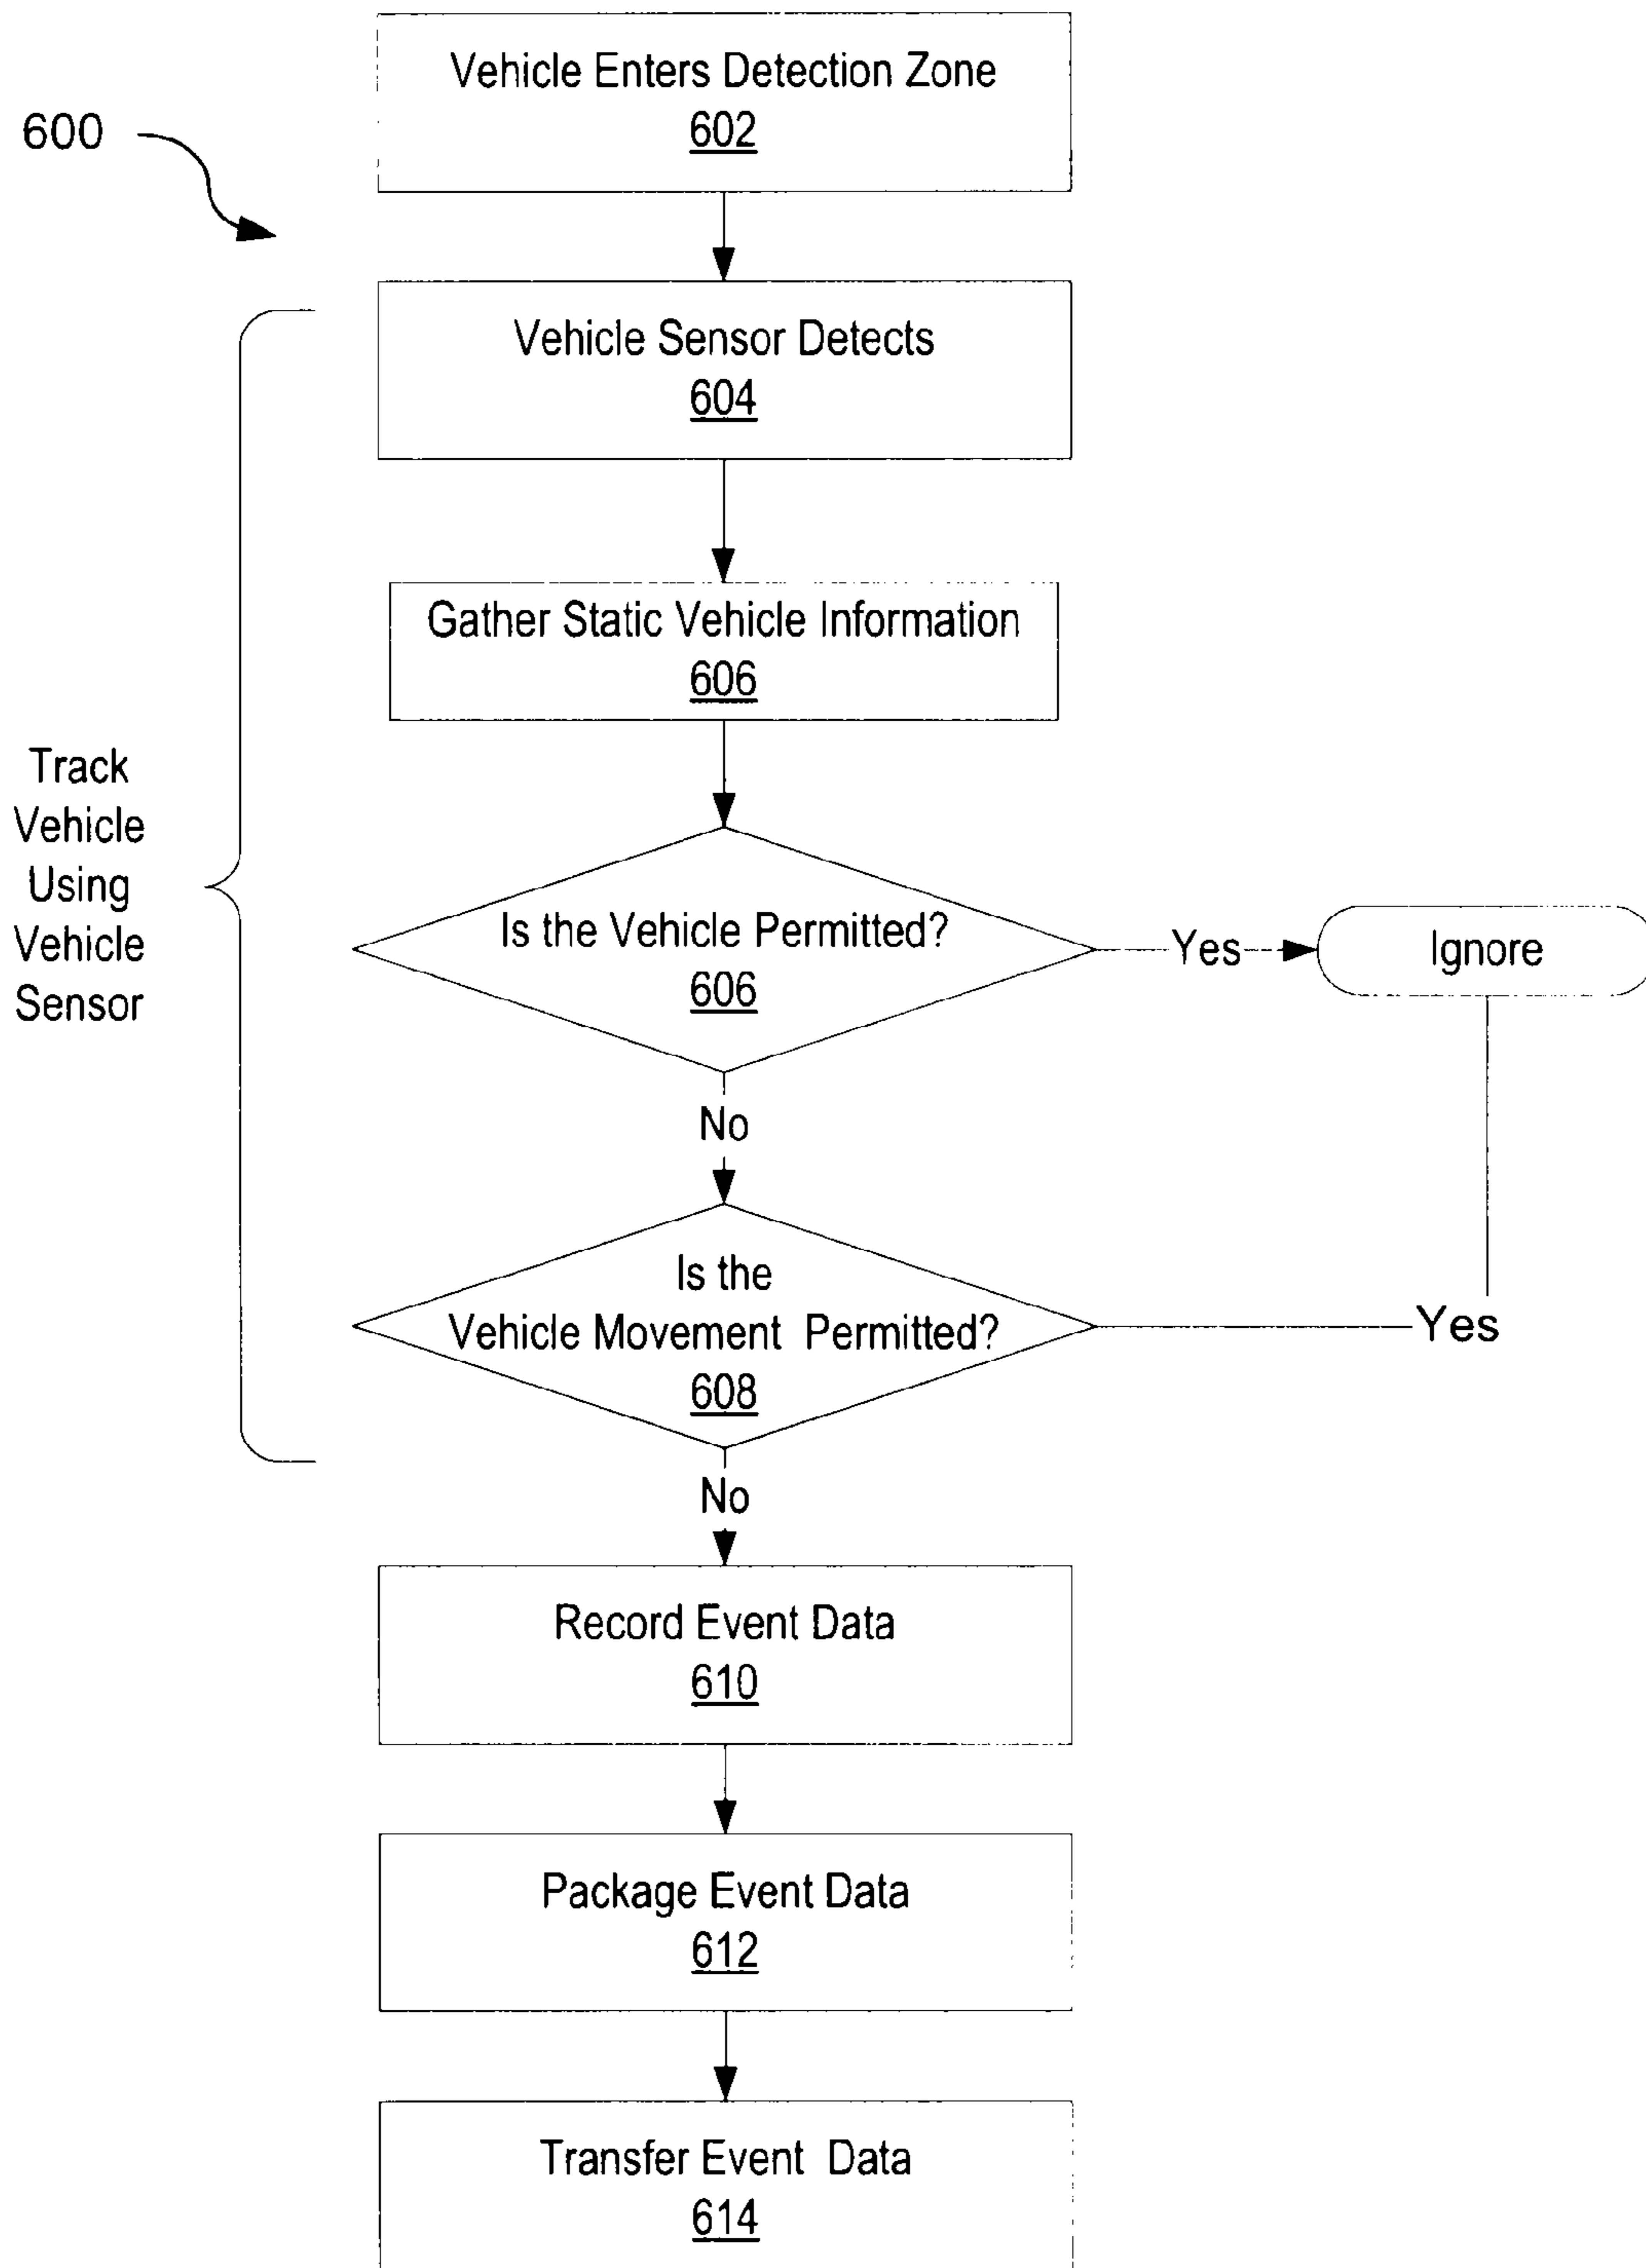 Vehicle Enters Detection Zone
602
600
Vehicle Sensor Detects
604
Gather Static Vehicle Information
606
Track
Vehicle
Using
Vehicle
Sensor
Is the Vehicle Permitted?
606
Yes
Ignore
No
Is the
Vehicle Movement Permitted?
608
Yes
No
Record Event Data
610
Package Event Data
612
Transfer Event Data
614